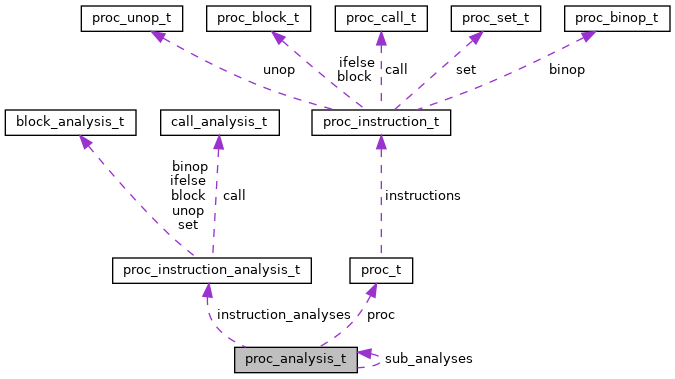 proc_unop_t
proc_block_t
proc_call_t
proc_set_t
proc_binop_t
unop
ifelse
block
call
set
binop
block_analysis_t
call_analysis_t
proc_instruction_t
binop
ifelse
block
unop
set
call
instructions
proc_instruction_analysis_t
proc_t
instruction_analyses
proc
proc_analysis_t
sub_analyses